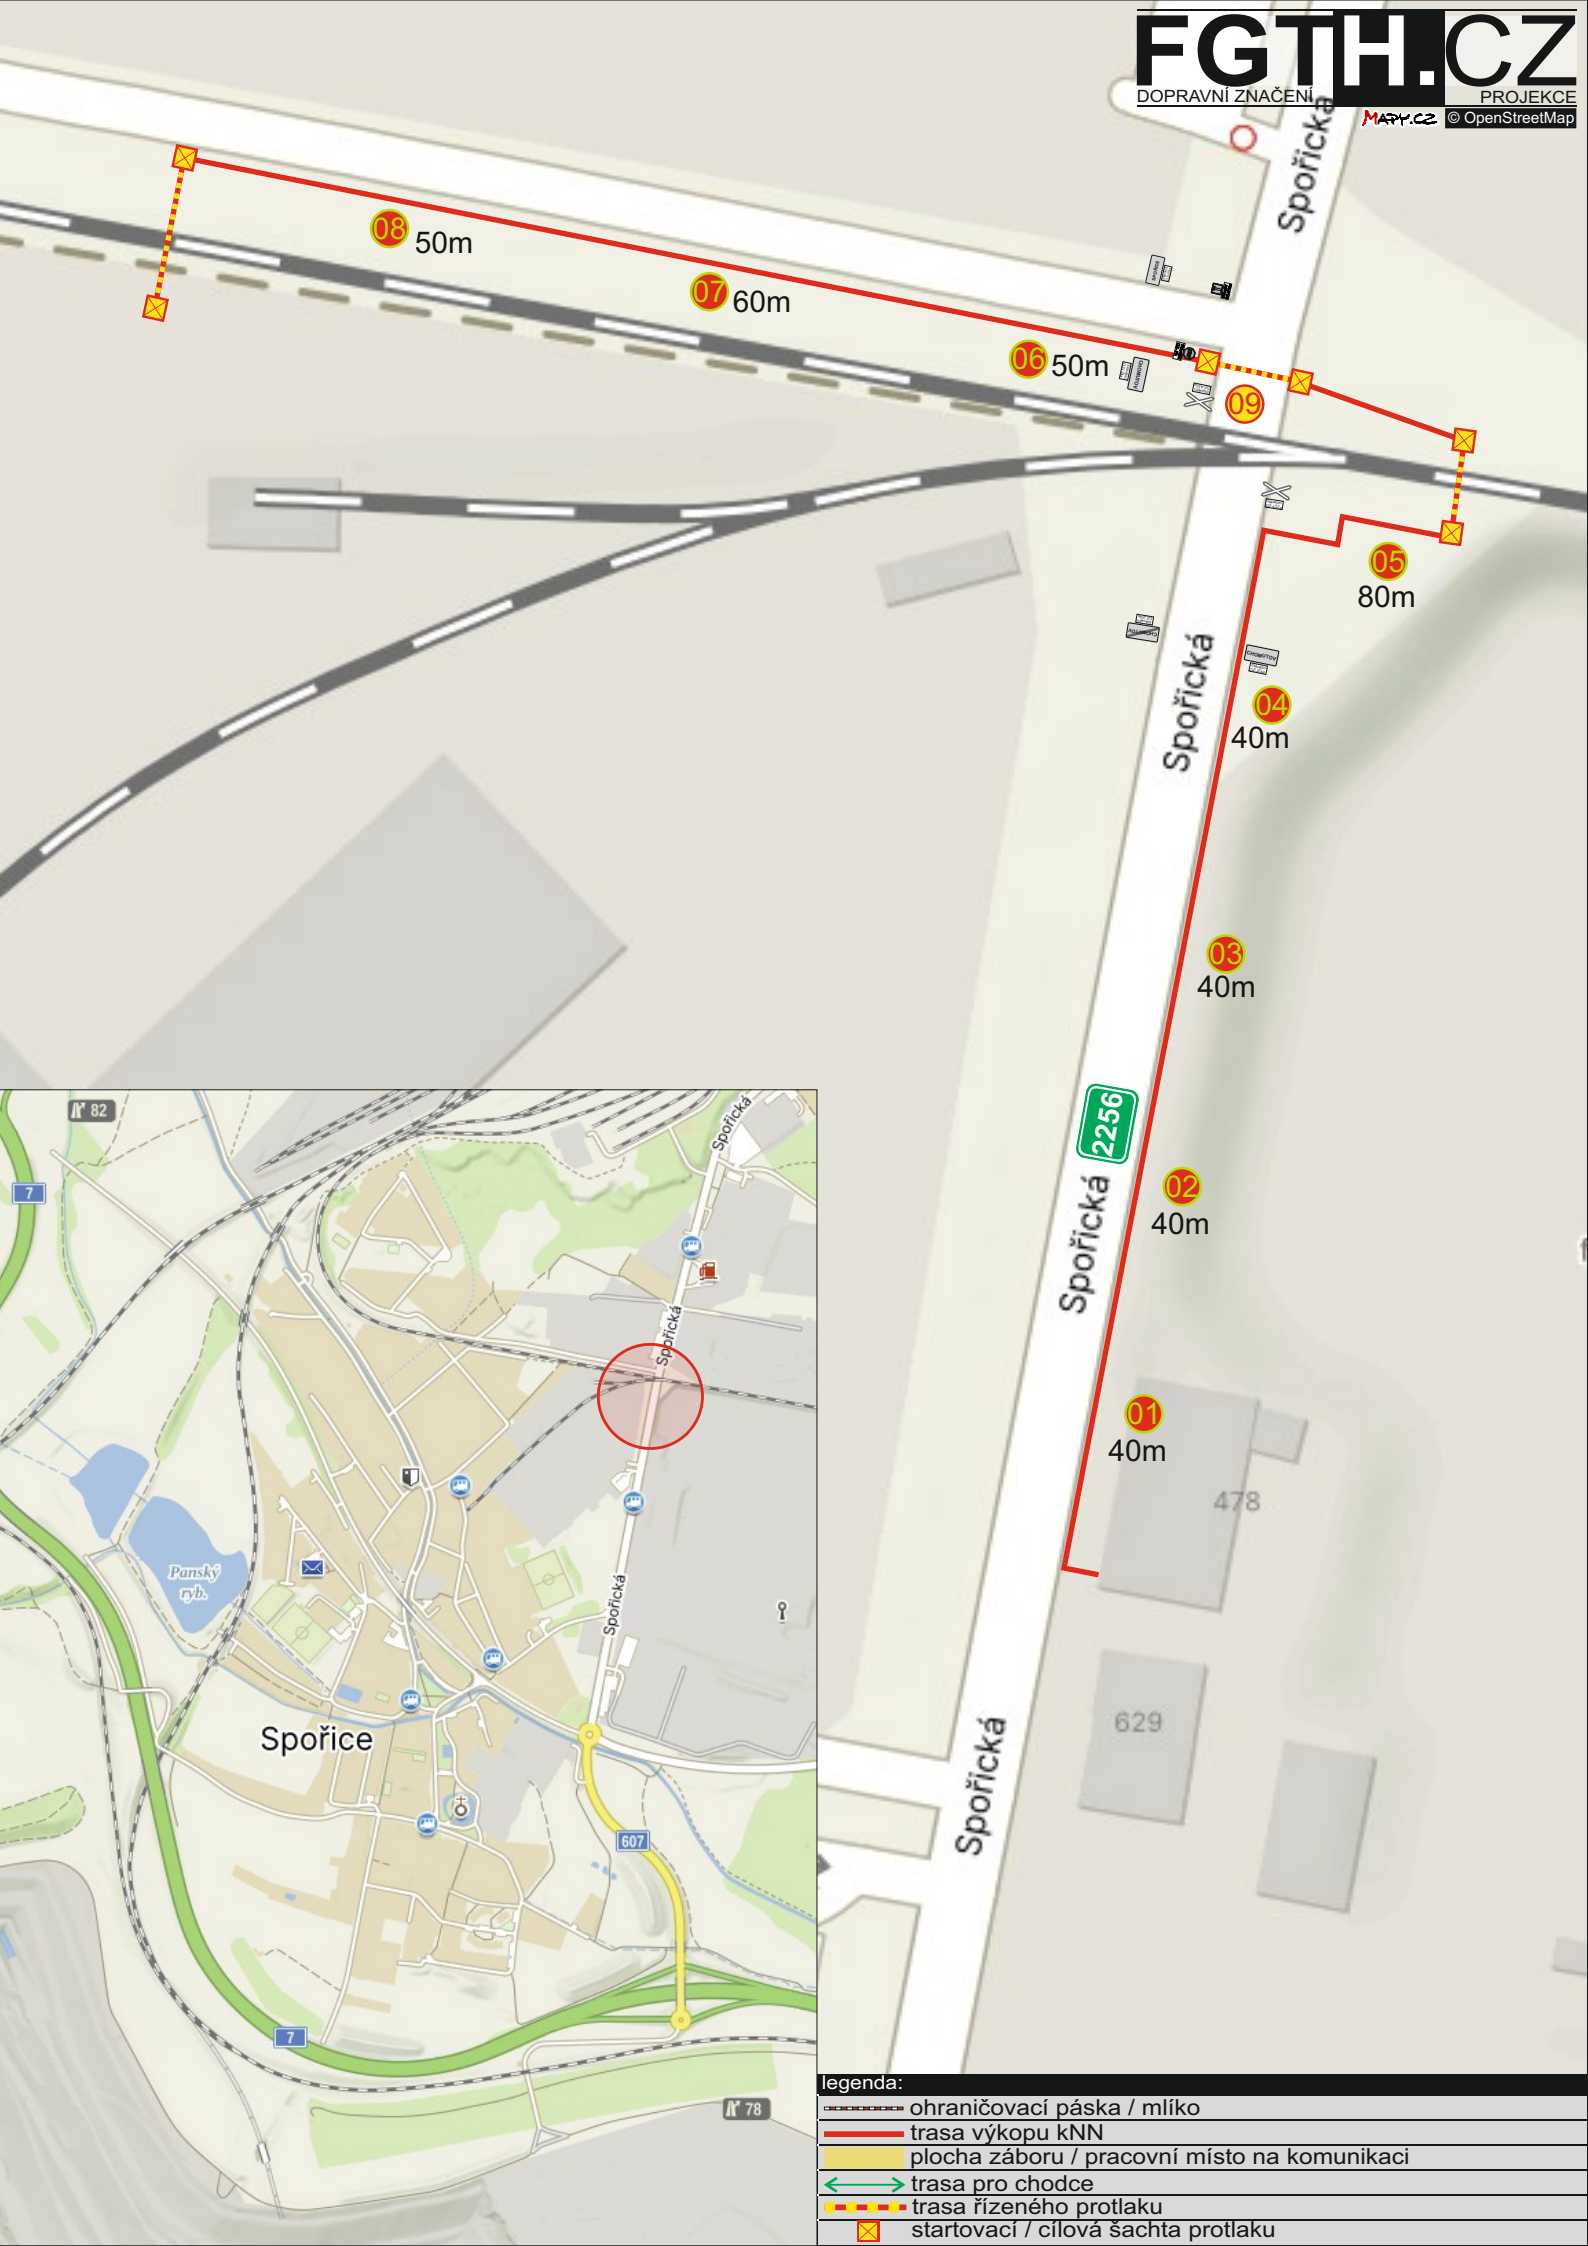 FGTH.CZ
DOPRAVNÍ ZNAČENÍ
PROJEKCE
MAPY.CZ
© OpenStreetMap
Spořická
08
50m
07
60m
06
50m
CHOMUTOV
09
05
80m
Spořická
CHOMUTOV
04
40m
03
40m
2256
02
40m
Spořická
01
40m
478
629
Spořická
82
7
Spořická
Spořická
Panský
ryb.
Spořická
Spořice
607
7
78
legenda:
ohraničovací páska / mlíko
trasa výkopu kNN
plocha záboru / pracovní místo na komunikaci
trasa pro chodce
trasa řízeného protlaku
startovací / cílová šachta protlaku